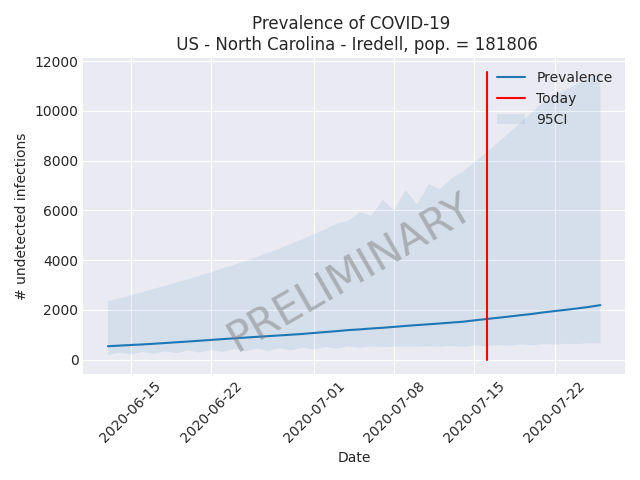 Prevalence of COVID-19
US - North Carolina - Iredell, pop. = 181806
12000
10000
8000
6000
4000
2000
0
# undetected infections
Prevalence
Today
95CI
PRELIMINARY
2020-06-15
2020-06-22
2020-07-01
2020-07-08
2020-07-15
2020-07-22
Date